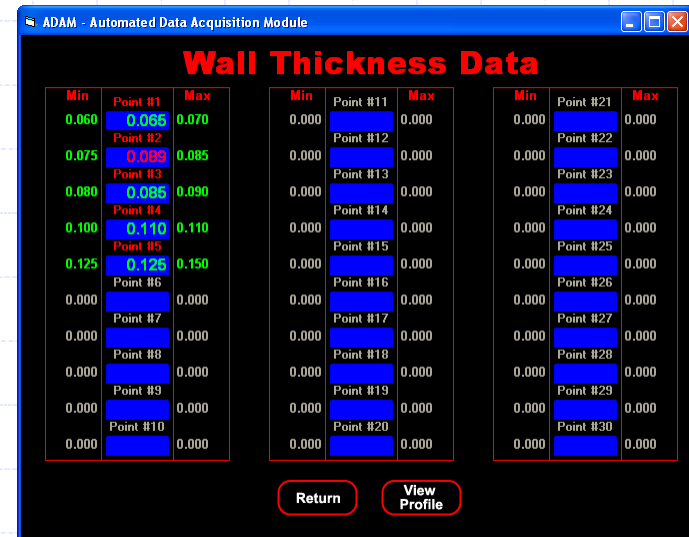 ADAM - Automated Data Acquisition Module
Wall Thickness Data
Min Point #1 Max
0.060 0.065 0.070
Point #2
0.075 0.089 0.085
Point #3
0.080 0.085 0.090
Point #4
0.100 0.110 0.110
Point #5
0.125 0.125 0.150
Point #6
0.000 0.000
Point #7
0.000 0.000
Point #8
0.000 0.000
Point #9
0.000 0.000
Point #10
0.000 0.000
Min Point #11 Max
0.000 0.000
Point #12
0.000 0.000
Point #13
0.000 0.000
Point #14
0.000 0.000
Point #15
0.000 0.000
Point #16
0.000 0.000
Point #17
0.000 0.000
Point #18
0.000 0.000
Point #19
0.000 0.000
Point #20
0.000 0.000
Min Point #21 Max
0.000 0.000
Point #22
0.000 0.000
Point #23
0.000 0.000
Point #24
0.000 0.000
Point #25
0.000 0.000
Point #26
0.000 0.000
Point #27
0.000 0.000
Point #28
0.000 0.000
Point #29
0.000 0.000
Point #30
0.000 0.000
Return
View
Profile